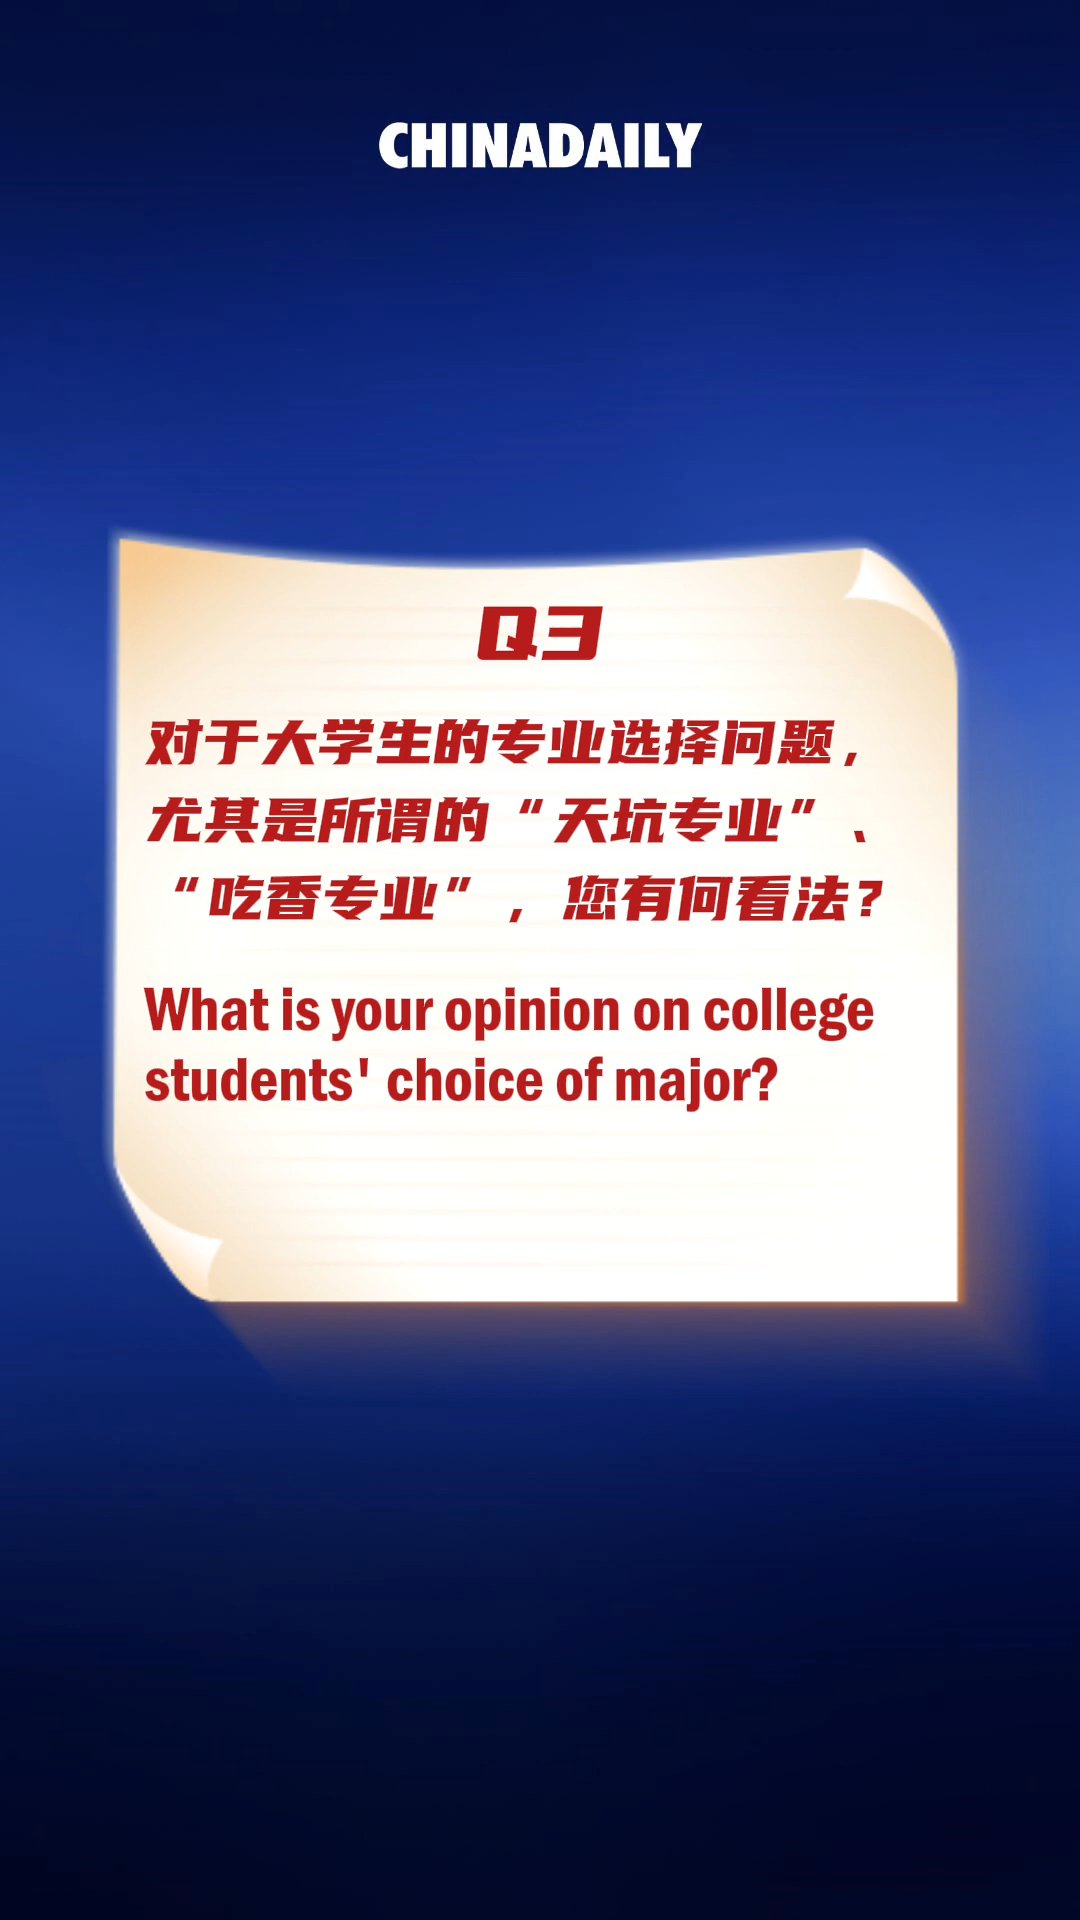 CHINADAILY
Q3
对于大学生的专业选择问题，
尤其是所谓的“天坑专业”、
“吃香专业”，您有何看法？
What is your opinion on college
students' choice of major?